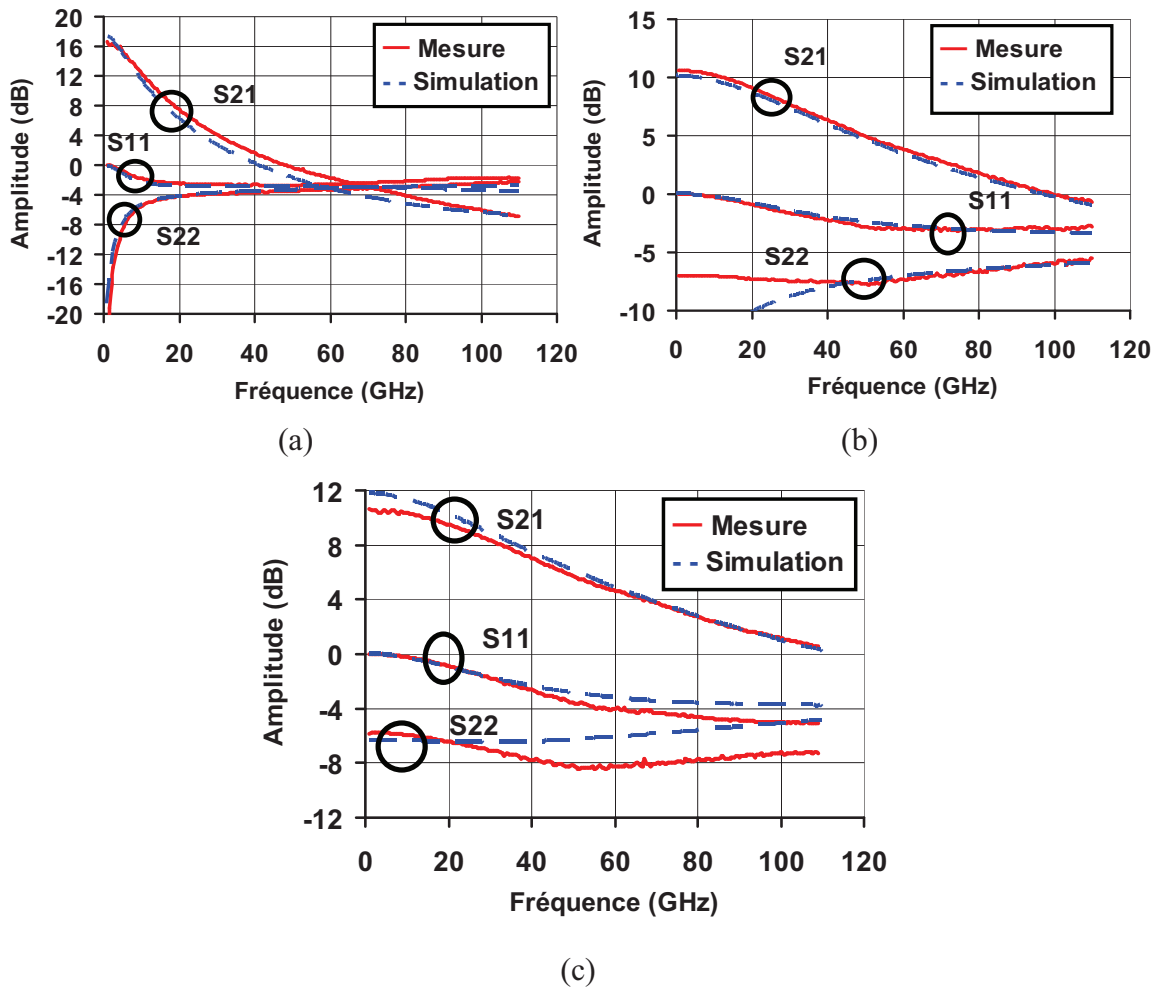 Amplitude (dB)
20
16
12
8
4
0
-4
-8
-12
-16
-20
S21
S11
S22
Mesure
Simulation
0 20 40 60 80 100 120
Fréquence (GHz)
(a)
Amplitude (dB)
15
10
5
0
-5
-10
S21
S11
S22
Mesure
Simulation
0 20 40 60 80 100 120
Fréquence (GHz)
(b)
Amplitude (dB)
12
8
4
0
-4
-8
-12
S21
S11
S22
Mesure
Simulation
0 20 40 60 80 100 120
Fréquence (GHz)
(c)